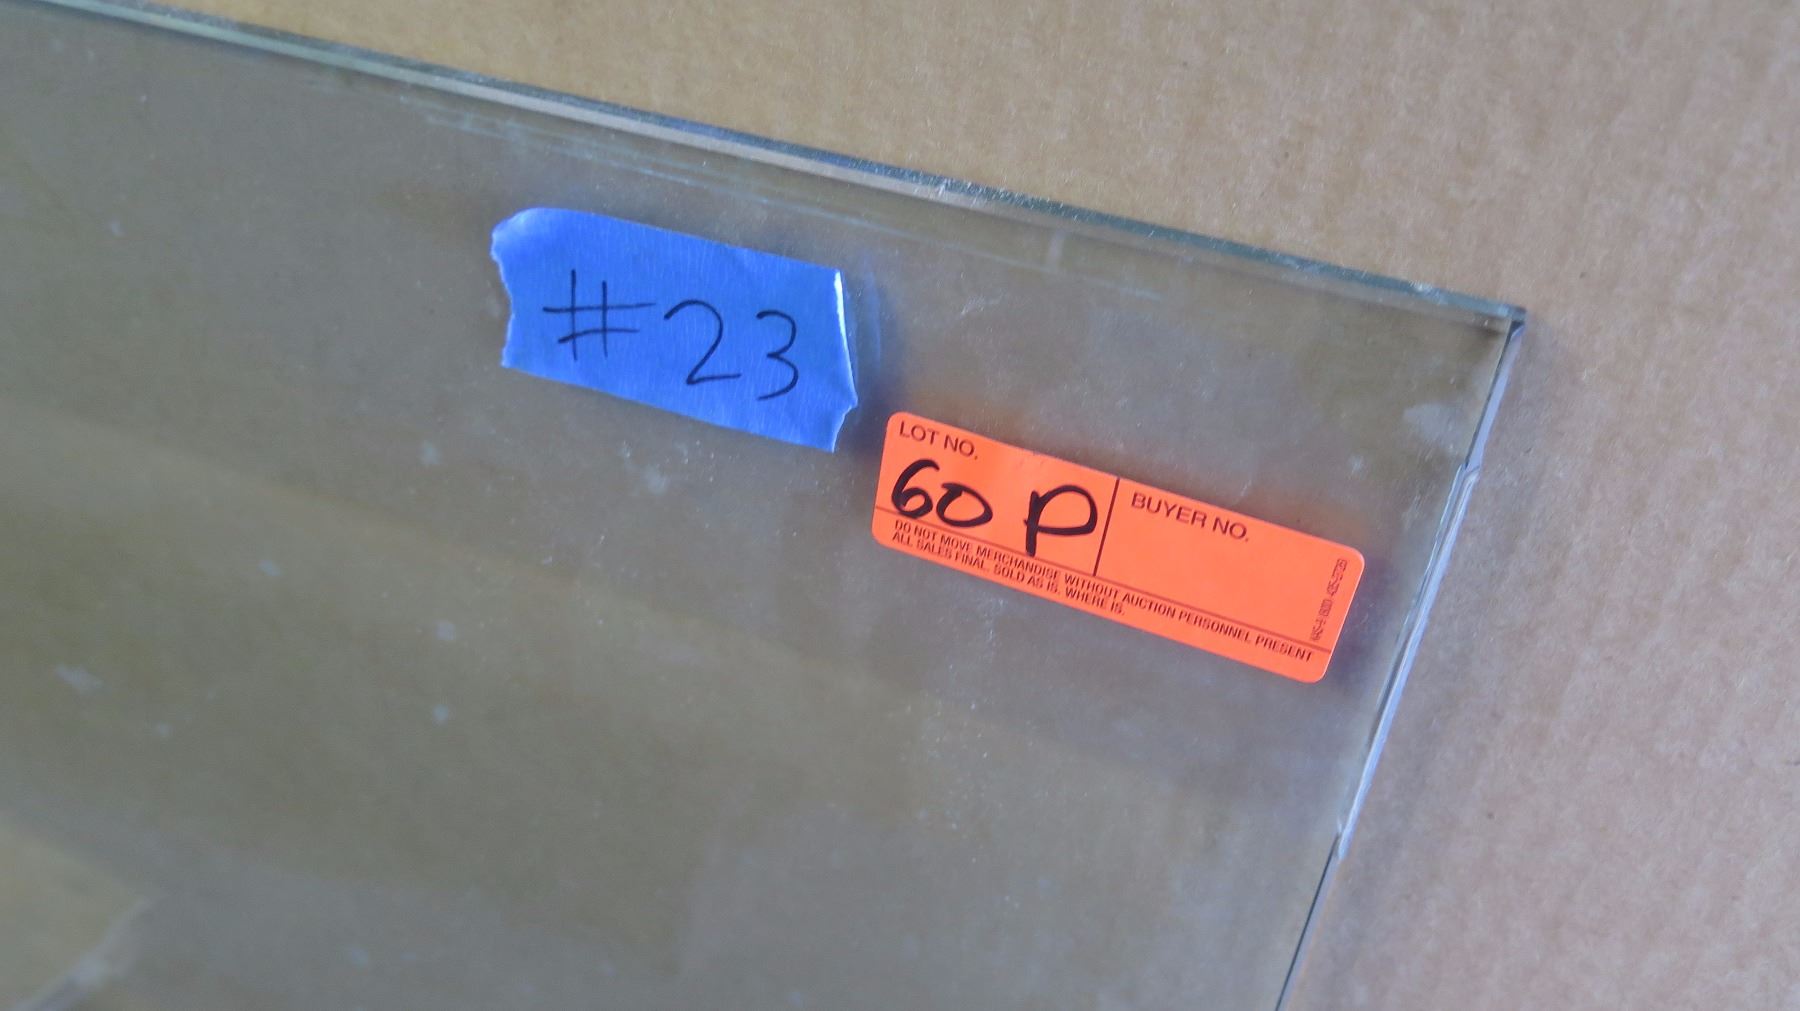 #23
LOT NO.
60 P
BUYER NO.
DO NOT MOVE MERCHANDISE WITHOUT AUCTION PERSONNEL PRESENT
ALL SALES FINAL. SOLD AS IS. WHERE IS.